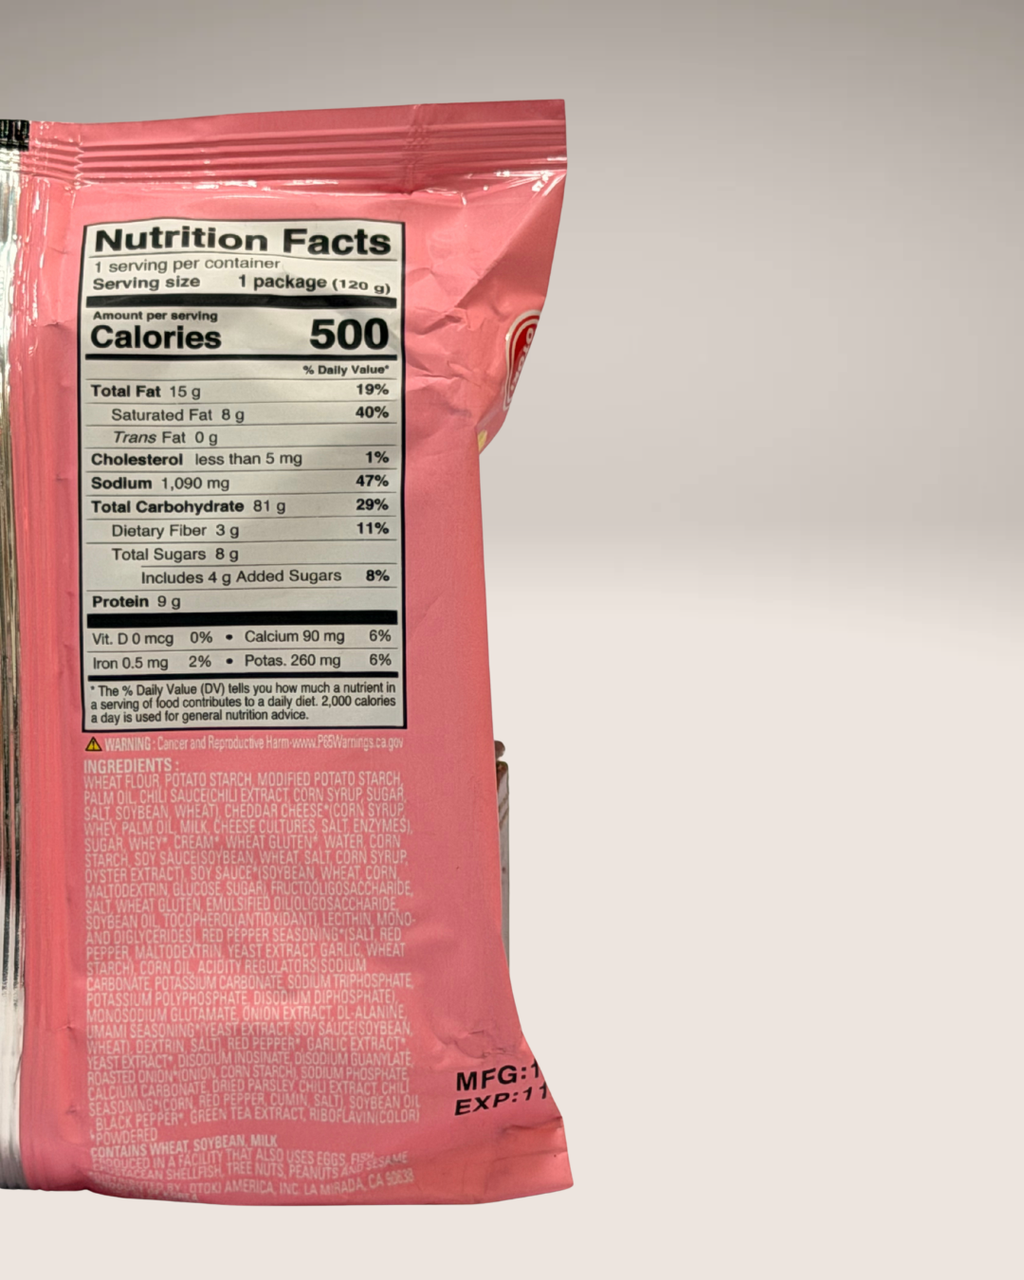 Nutrition Facts
1 serving per container
Serving size 1 package (120 g)
Amount per serving
Calories 500
% Daily Value*
Total Fat 15 g 19%
Saturated Fat 8 g 40%
Trans Fat 0 g
Cholesterol less than 5 mg 1%
Sodium 1,090 mg 47%
Total Carbohydrate 81 g 29%
Dietary Fiber 3 g 11%
Total Sugars 8 g
Includes 4 g Added Sugars 8%
Protein 9 g
Vit. D 0 mcg 0% • Calcium 90 mg 6%
Iron 0.5 mg 2% • Potas. 260 mg 6%
* The % Daily Value (DV) tells you how much a nutrient in
a serving of food contributes to a daily diet. 2,000 calories
a day is used for general nutrition advice.
WARNING : Cancer and Reproductive Harm-www.P65Warnings.ca.gov
INGREDIENTS :
WHEAT FLOUR, POTATO STARCH, MODIFIED POTATO STARCH,
PALM OIL, CHILI SAUCE(CHILI EXTRACT, CORN SYRUP, SUGAR,
SALT, SOYBEAN, WHEAT), CHEDDAR CHEESE*(CORN SYRUP,
WHEY, PALM OIL, MILK, CHEESE CULTURES, SALT, ENZYMES),
SUGAR, WHEY*, CREAM*, WHEAT GLUTEN*, WATER, CORN
STARCH, SOY SAUCE(SOYBEAN, WHEAT, SALT, CORN SYRUP,
OYSTER EXTRACT), SOY SAUCE*(SOYBEAN, WHEAT, CORN,
MALTODEXTRIN, GLUCOSE, SUGAR), FRUCTOOLIGOSACCHARIDE,
SALT, WHEAT GLUTEN, EMULSIFIED OIL(OLIGOSACCHARIDE,
SOYBEAN OIL, TOCOPHEROL(ANTIOXIDANT), LECITHIN, MONO-
AND DIGLYCERIDES), RED PEPPER SEASONING*(SALT, RED
PEPPER, MALTODEXTRIN, YEAST EXTRACT, GARLIC, WHEAT
STARCH), CORN OIL, ACIDITY REGULATORS(SODIUM
CARBONATE, POTASSIUM CARBONATE, SODIUM TRIPHOSPHATE,
POTASSIUM POLYPHOSPHATE, DISODIUM DIPHOSPHATE),
MONOSODIUM GLUTAMATE, ONION EXTRACT, DL-ALANINE,
UMAMI SEASONING*(YEAST EXTRACT, SOY SAUCE(SOYBEAN,
WHEAT), DEXTRIN, SALT), RED PEPPER*, GARLIC EXTRACT*,
YEAST EXTRACT*, DISODIUM INOSINATE, DISODIUM GUANYLATE,
ROASTED ONION*(ONION, CORN STARCH), SODIUM PHOSPHATE,
CALCIUM CARBONATE, DRIED PARSLEY, CHILI EXTRACT, CHILI
SEASONING*(CORN, RED PEPPER, CUMIN, SALT), SOYBEAN OIL,
BLACK PEPPER*, GREEN TEA EXTRACT, RIBOFLAVIN(COLOR)
*POWDERED
CONTAINS WHEAT, SOYBEAN, MILK
PRODUCED IN A FACILITY THAT ALSO USES EGGS, FISH,
CRUSTACEAN SHELLFISH, TREE NUTS, PEANUTS AND SESAME
BY : OTOKI AMERICA, INC. LA MIRADA, CA 90638
MFG:1
EXP:11